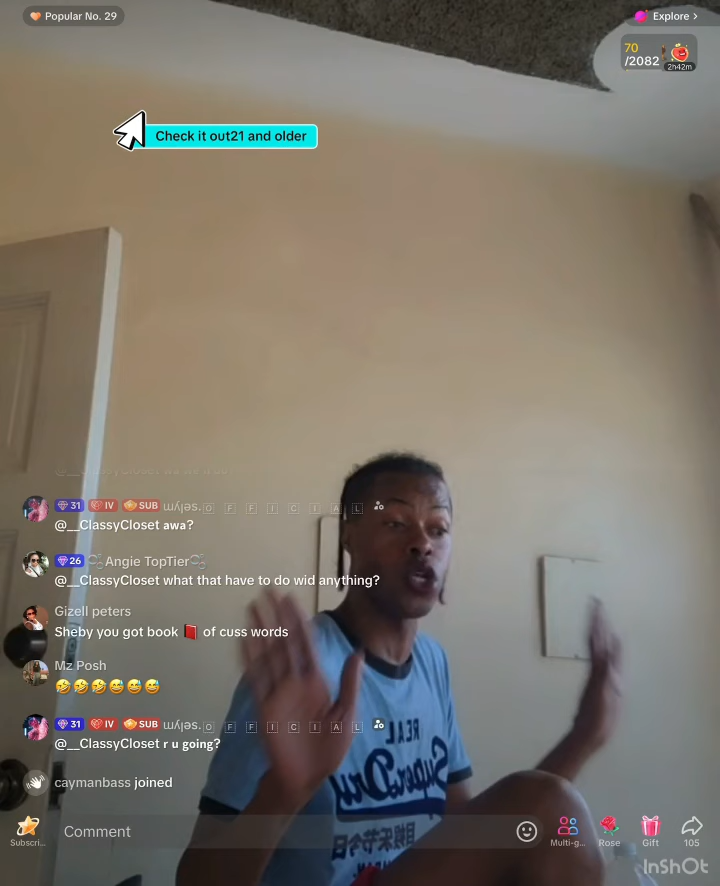 Popular No. 29
Explore >
70
/2082
2h42m
Check it out21 and older
31 IV SUB ɯʎlǝs.🄾 🄵 🄵 🄸 🄲 🄸 🄰 🄻
@__ClassyCloset awa?
26 Angie TopTier
@__ClassyCloset what that have to do wid anything?
Gizell peters
Sheby you got book 📕 of cuss words
Mz Posh
🤣🤣🤣😅😅😅
31 IV SUB ɯʎlǝs.🄾 🄵 🄵 🄸 🄲 🄸 🄰 🄻
@__ClassyCloset r u going?
caymanbass joined
REAL
SuperDry
Comment
Subscri...
Multi-g...
Rose
Gift
105
InShOt